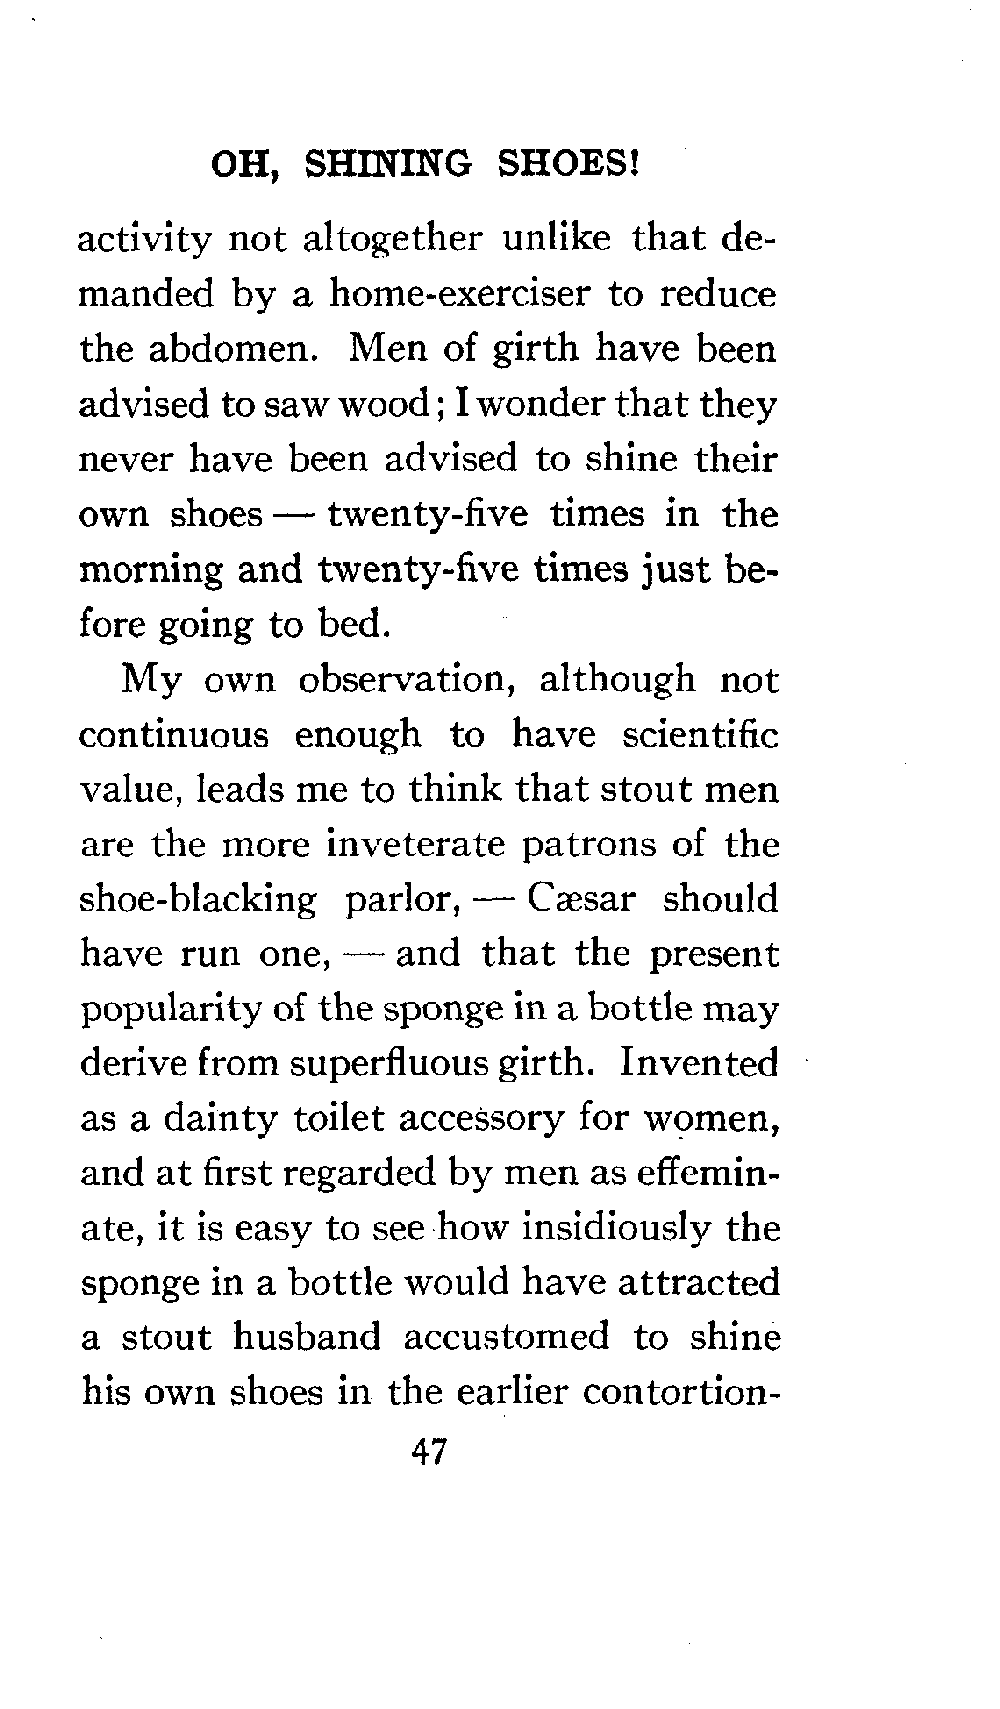 OH, SHINING SHOES!
activity not altogether unlike that de-
manded by a home-exerciser to reduce
the abdomen. Men of girth have been
advised to saw wood; I wonder that they
never have been advised to shine their
own shoes — twenty-five times in the
morning and twenty-five times just be-
fore going to bed.
My own observation, although not
continuous enough to have scientific
value, leads me to think that stout men
are the more inveterate patrons of the
shoe-blacking parlor, — Cæsar should
have run one, — and that the present
popularity of the sponge in a bottle may
derive from superfluous girth. Invented
as a dainty toilet accessory for women,
and at first regarded by men as effemin-
ate, it is easy to see how insidiously the
sponge in a bottle would have attracted
a stout husband accustomed to shine
his own shoes in the earlier contortion-
47